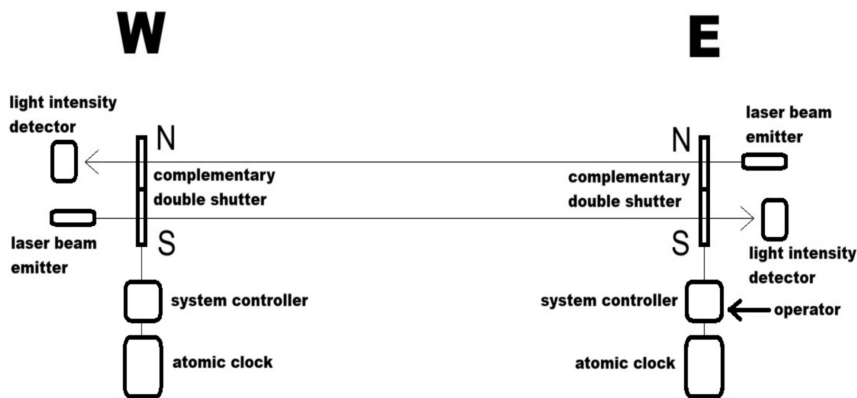 W
E
light intensity
detector
N
N
laser beam
emitter
complementary
double shutter
complementary
double shutter
laser beam
emitter
S
S
light intensity
detector
system controller
system controller
operator
atomic clock
atomic clock